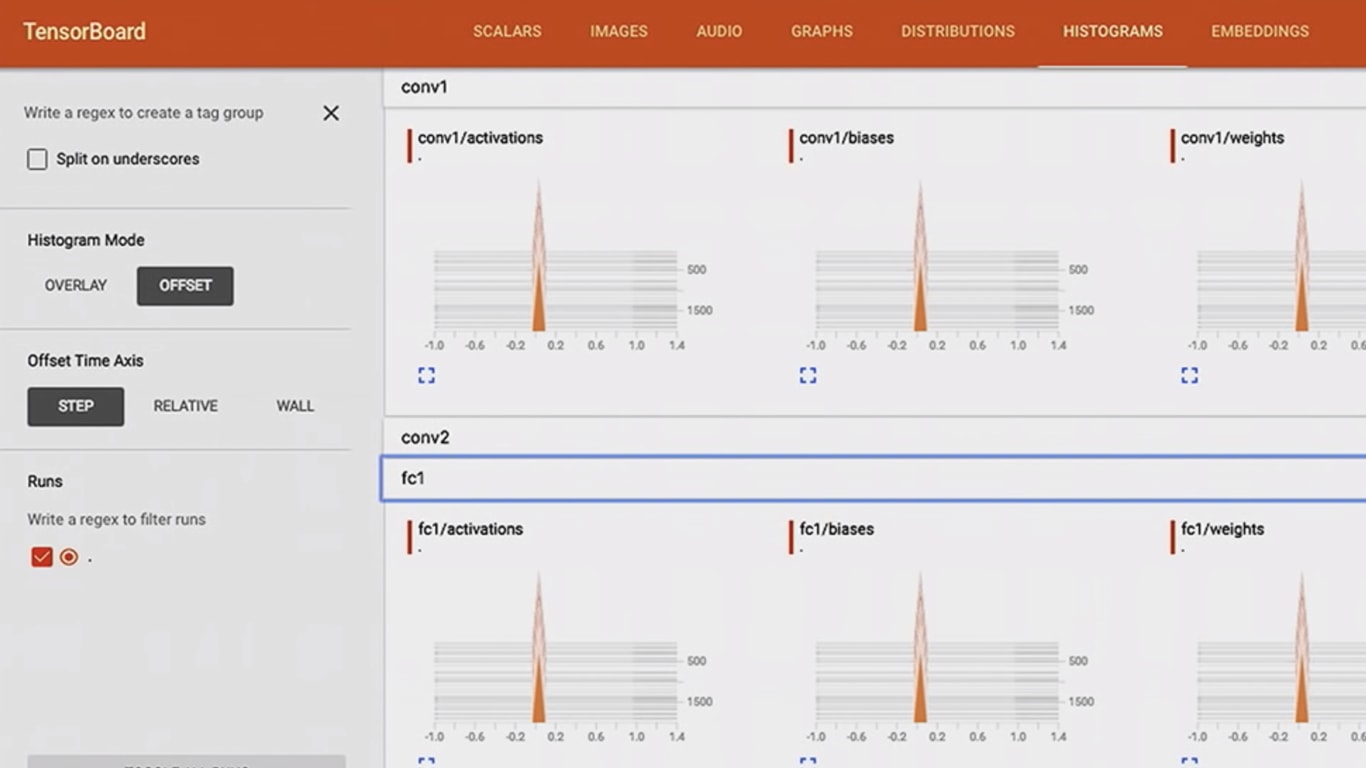 TensorBoard
SCALARS IMAGES AUDIO GRAPHS DISTRIBUTIONS HISTOGRAMS EMBEDDINGS
Write a regex to create a tag group
Split on underscores
Histogram Mode
OVERLAY OFFSET
Offset Time Axis
STEP RELATIVE WALL
Runs
Write a regex to filter runs
.
conv1
conv1/activations conv1/biases conv1/weights
. . .
500 500
1500 1500
-1.0 -0.6 -0.2 0.2 0.6 1.0 1.4 -1.0 -0.6 -0.2 0.2 0.6 1.0 1.4 -1.0 -0.6 -0.2 0.2
conv2
fc1
fc1/activations fc1/biases fc1/weights
. . .
500 500
1500 1500
-1.0 -0.6 -0.2 0.2 0.6 1.0 1.4 -1.0 -0.6 -0.2 0.2 0.6 1.0 1.4 -1.0 -0.6 -0.2 0.2